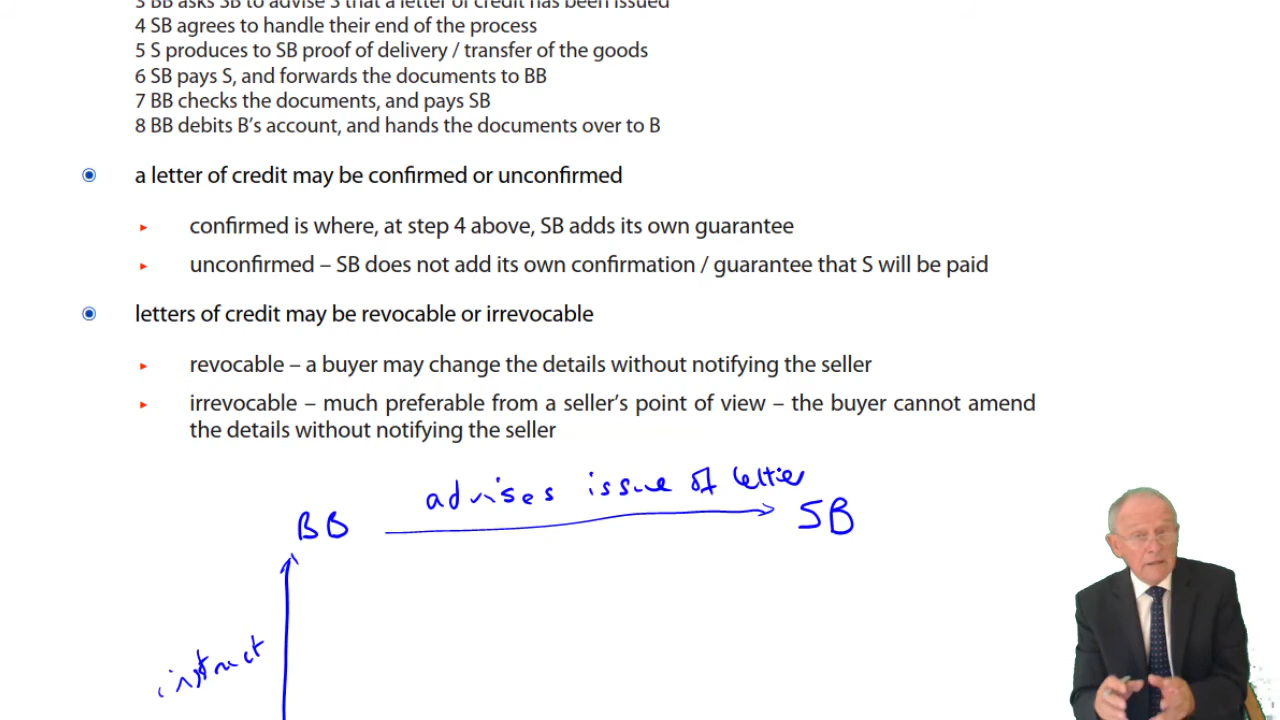 3 BB asks SB to advise S that a letter of credit has been issued
4 SB agrees to handle their end of the process
5 S produces to SB proof of delivery / transfer of the goods
6 SB pays S, and forwards the documents to BB
7 BB checks the documents, and pays SB
8 BB debits B’s account, and hands the documents over to B
a letter of credit may be confirmed or unconfirmed
confirmed is where, at step 4 above, SB adds its own guarantee
unconfirmed – SB does not add its own confirmation / guarantee that S will be paid
letters of credit may be revocable or irrevocable
revocable – a buyer may change the details without notifying the seller
irrevocable – much preferable from a seller’s point of view – the buyer cannot amend
the details without notifying the seller
advises issue of letter
BB SB
instruct